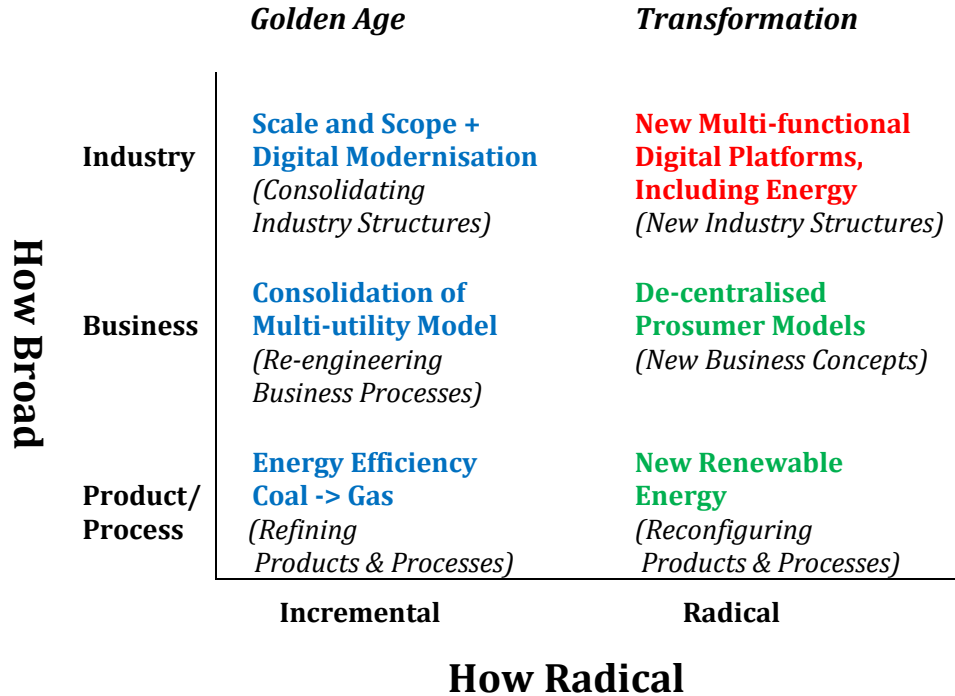 Golden Age
Transformation
How Broad
Industry
Scale and Scope +
Digital Modernisation
(Consolidating
Industry Structures)
New Multi-functional
Digital Platforms,
Including Energy
(New Industry Structures)
Business
Consolidation of
Multi-utility Model
(Re-engineering
Business Processes)
De-centralised
Prosumer Models
(New Business Concepts)
Product/
Process
Energy Efficiency
Coal -> Gas
(Refining
Products & Processes)
New Renewable
Energy
(Reconfiguring
Products & Processes)
Incremental
Radical
How Radical